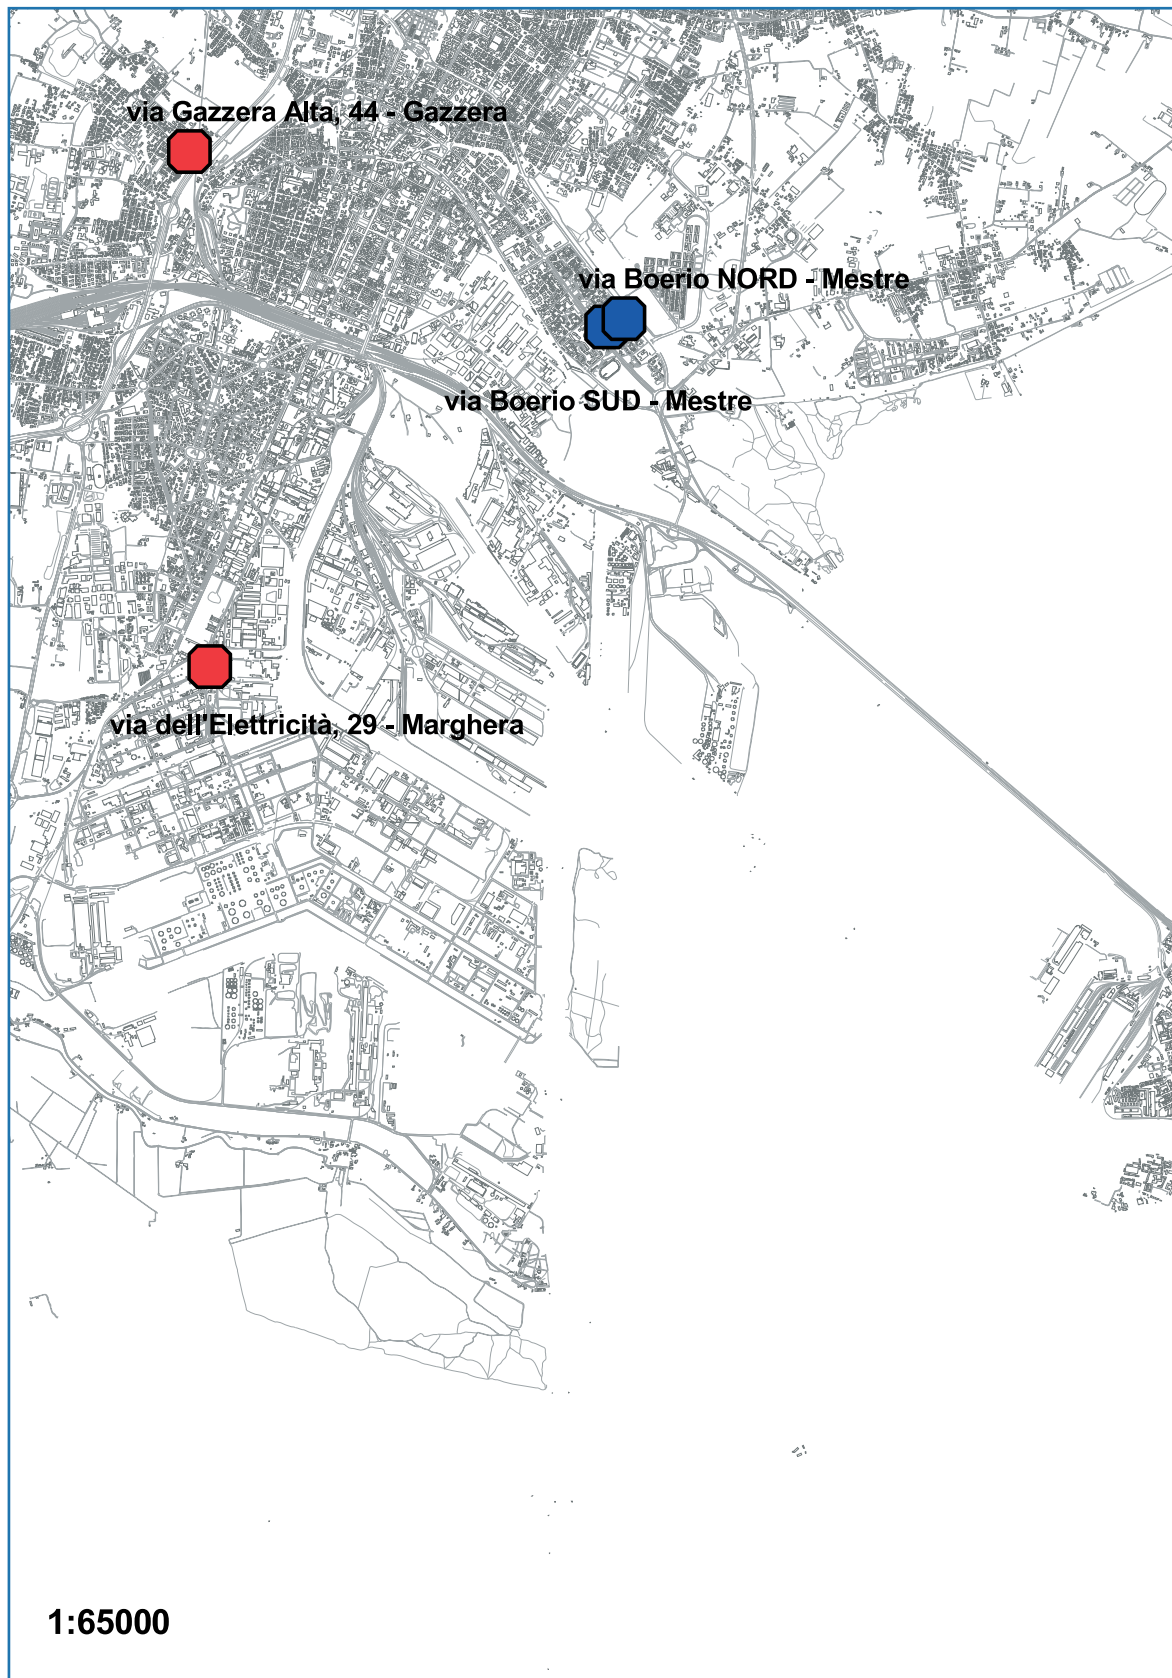 via Gazzera Alta, 44 - Gazzera
via Boerio NORD - Mestre
via Boerio SUD - Mestre
via dell'Elettricità, 29 - Marghera
1:65000